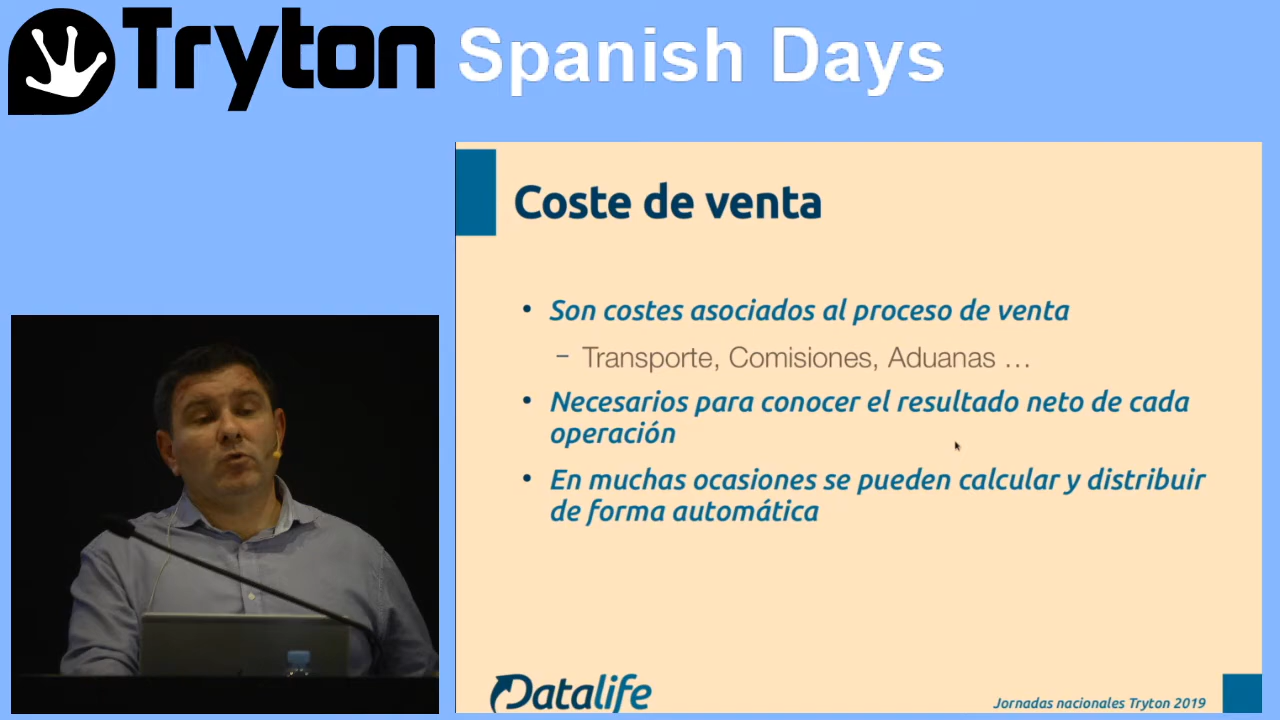 Tryton Spanish Days
Coste de venta
• Son costes asociados al proceso de venta
– Transporte, Comisiones, Aduanas ...
• Necesarios para conocer el resultado neto de cada
operación
• En muchas ocasiones se pueden calcular y distribuir
de forma automática
Datalife
Jornadas nacionales Tryton 2019